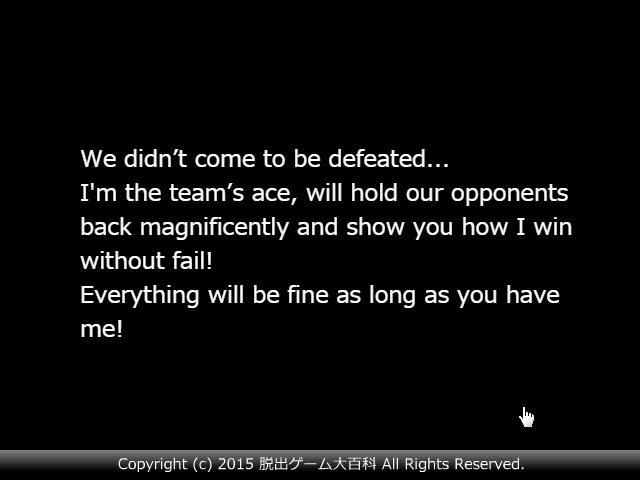 We didn’t come to be defeated...
I'm the team’s ace, will hold our opponents
back magnificently and show you how I win
without fail!
Everything will be fine as long as you have
me!
Copyright (c) 2015 脱出ゲーム大百科 All Rights Reserved.